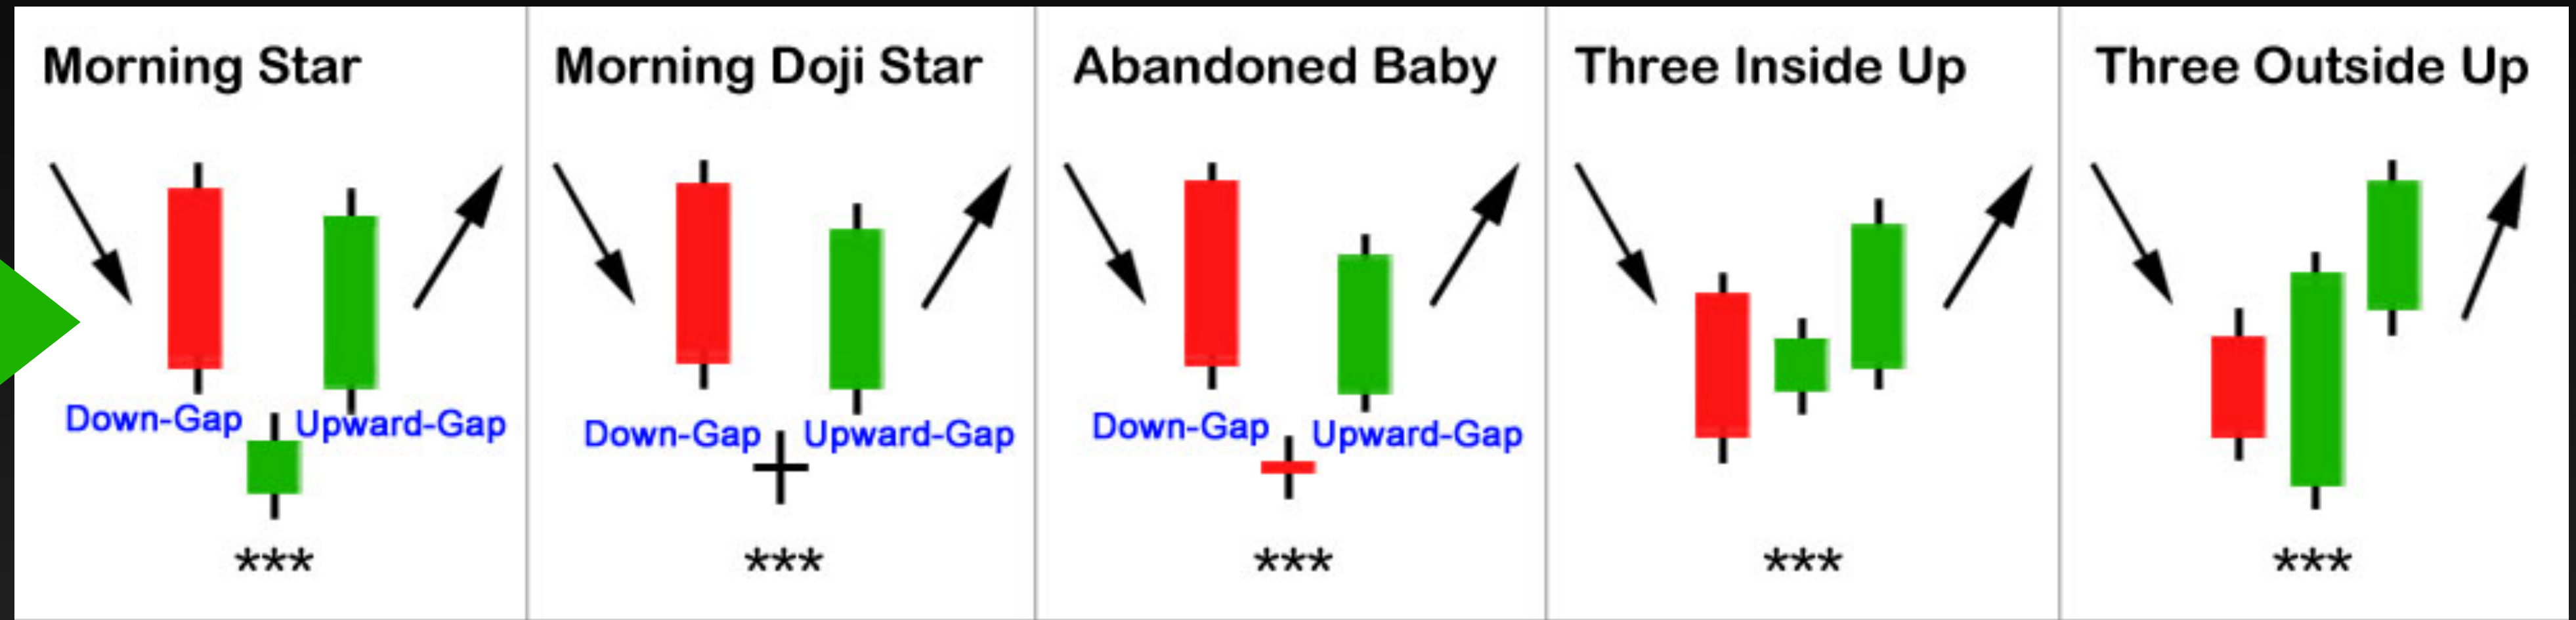 Morning Star
Down-Gap
Upward-Gap
***
Morning Doji Star
Down-Gap
Upward-Gap
***
Abandoned Baby
Down-Gap
Upward-Gap
***
Three Inside Up
***
Three Outside Up
***